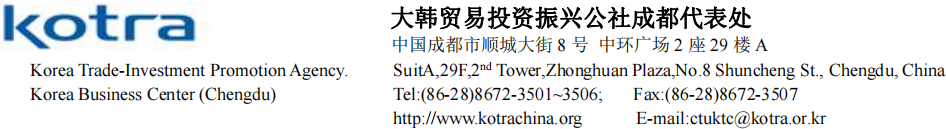 kotra
Korea Trade-Investment Promotion Agency.
Korea Business Center (Chengdu)
大韩贸易投资振兴公社成都代表处
中国成都市顺城大街 8 号 中环广场 2 座 29 楼 A
SuitA,29F,2nd Tower,Zhonghuan Plaza,No.8 Shuncheng St., Chengdu, China
Tel:(86-28)8672-3501~3506; Fax:(86-28)8672-3507
http://www.kotrachina.org E-mail:ctuktc@kotra.or.kr